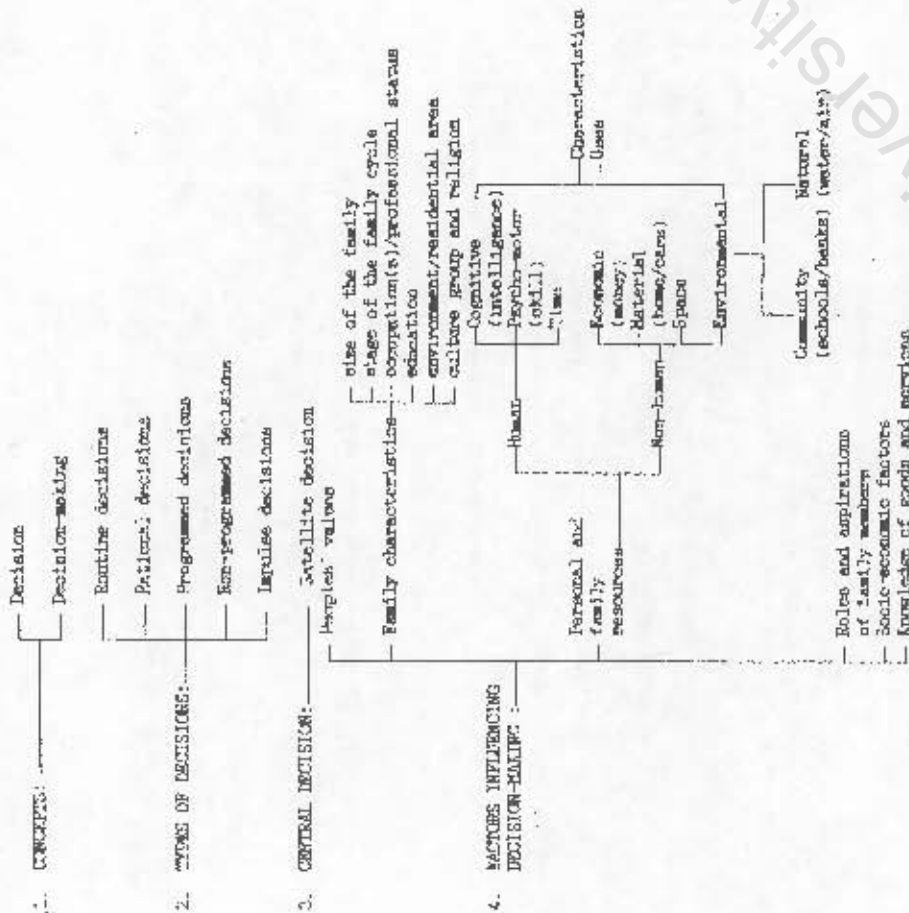 1. CONCEPTS:
Decision
Decision-making
2. TYPES OF DECISIONS:
Routine decisions
Rational decisions
Programmed decisions
Non-programmed decisions
Impulse decisions
3. CENTRAL DECISION:
Satellite decision
4. FACTORS INFLUENCING
DECISION-MAKING :
Peoples' values
Family characteristics
size of the family
stage of the family cycle
occupation(s)/professional status
education
environment/residential area
culture group and religion
Personal and
family
resources
Human
Cognitive
(intelligence)
Psycho-motor
(skill)
Time
Non-human
Economic
(money)
Material
(home/cars)
Space
Environmental
Characteristics
Uses
Community
(schools/banks)
Natural
(water/air)
Roles and aspirations
of family members
Socio-economic factors
Knowledge of goods and services